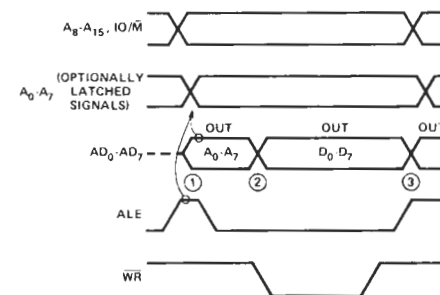 A₈-A₁₅, IO/M̄
A₀-A₇ (OPTIONALLY LATCHED SIGNALS)
OUT OUT OUT
AD₀-AD₇ A₀-A₇ D₀-D₇
① ② ③
ALE
W̅R̅